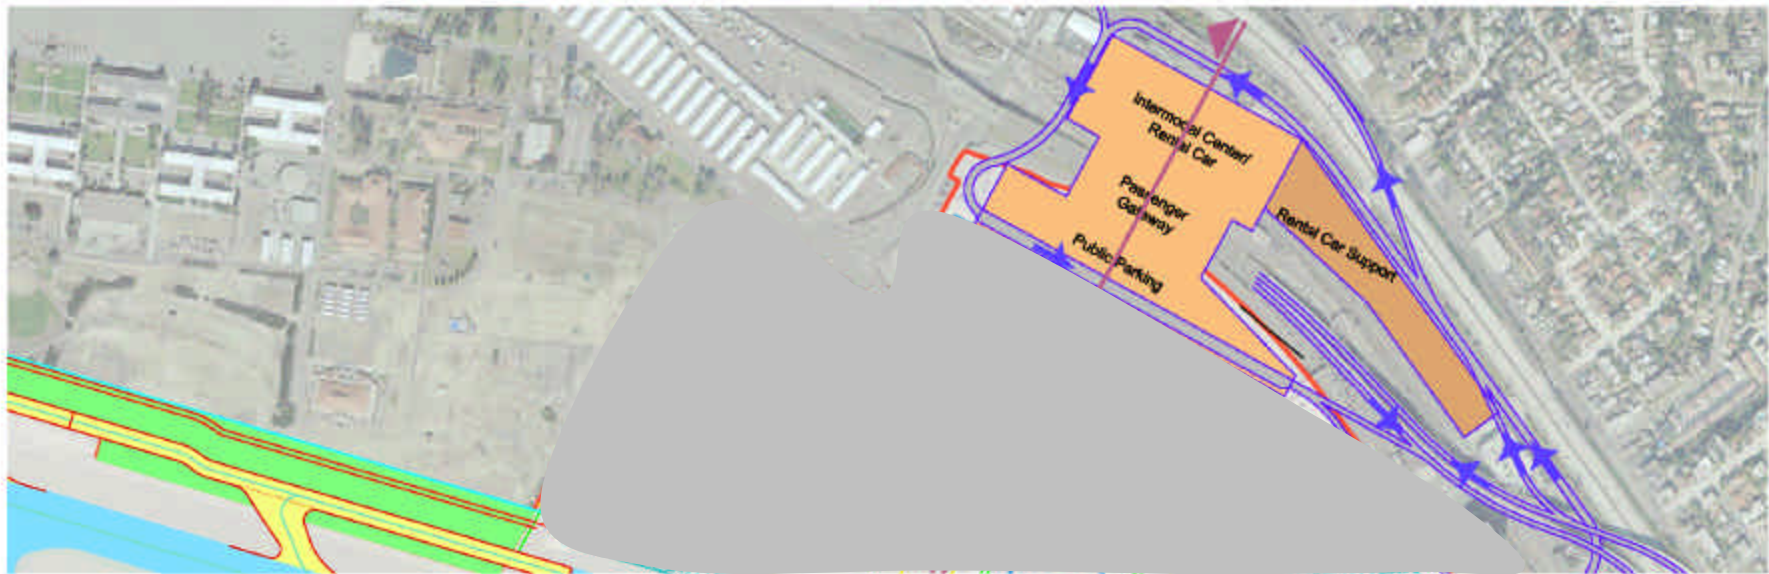 Intermodal Center/
Rental Car
Passenger
Gateway
Public Parking
Rental Car Support